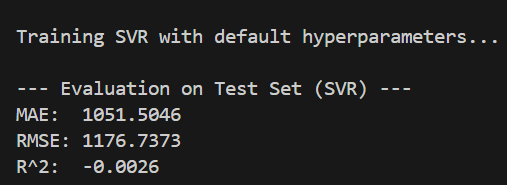 Training SVR with default hyperparameters...
--- Evaluation on Test Set (SVR) ---
MAE:  1051.5046
RMSE: 1176.7373
R^2:  -0.0026